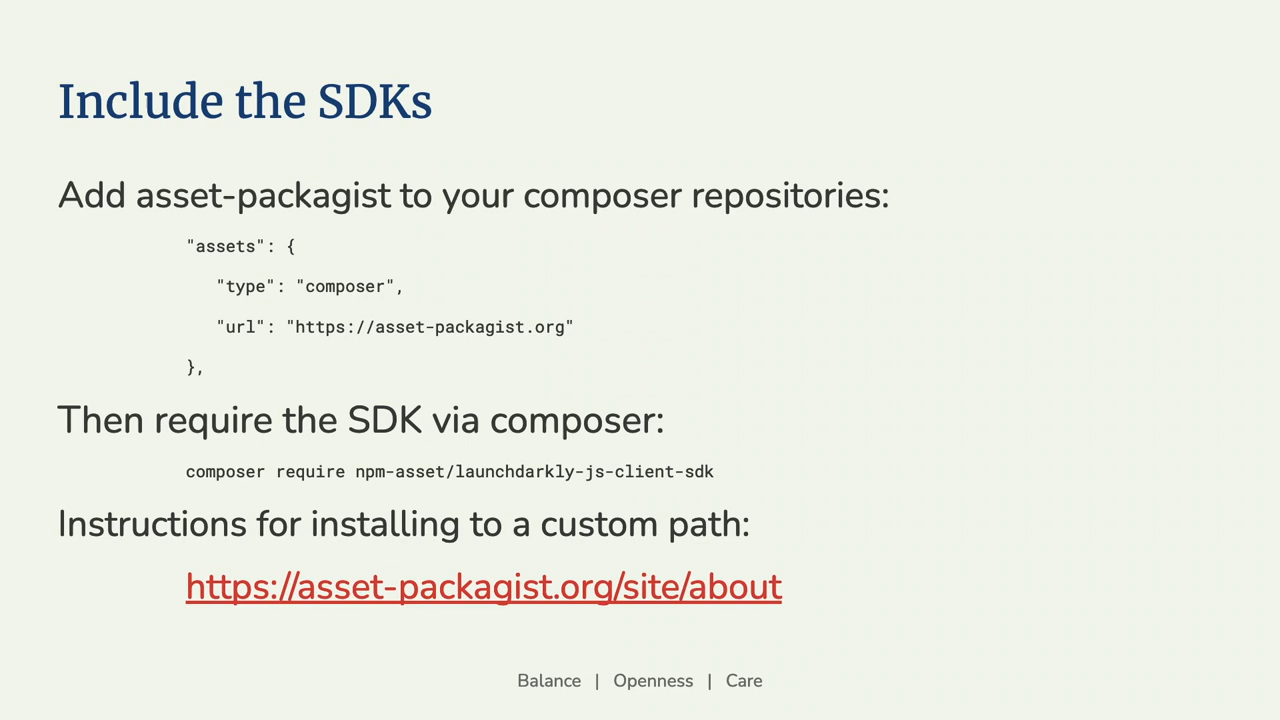 Include the SDKs
Add asset-packagist to your composer repositories:
"assets": {
"type": "composer",
"url": "https://asset-packagist.org"
},
Then require the SDK via composer:
composer require npm-asset/launchdarkly-js-client-sdk
Instructions for installing to a custom path:
https://asset-packagist.org/site/about
Balance | Openness | Care